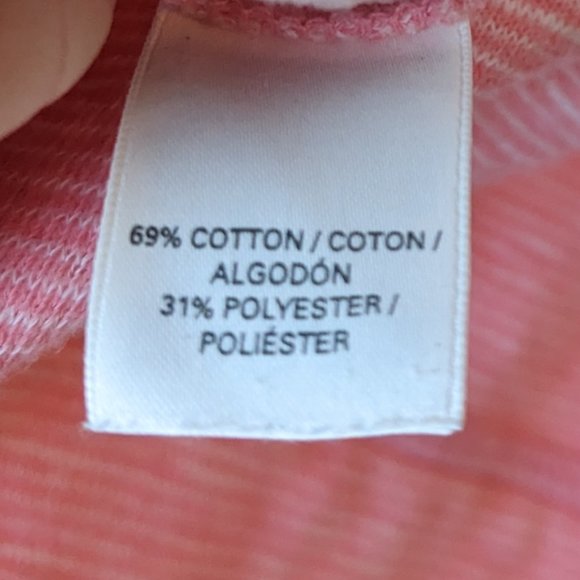 69% COTTON / COTON /
ALGODÓN
31% POLYESTER /
POLIÉSTER